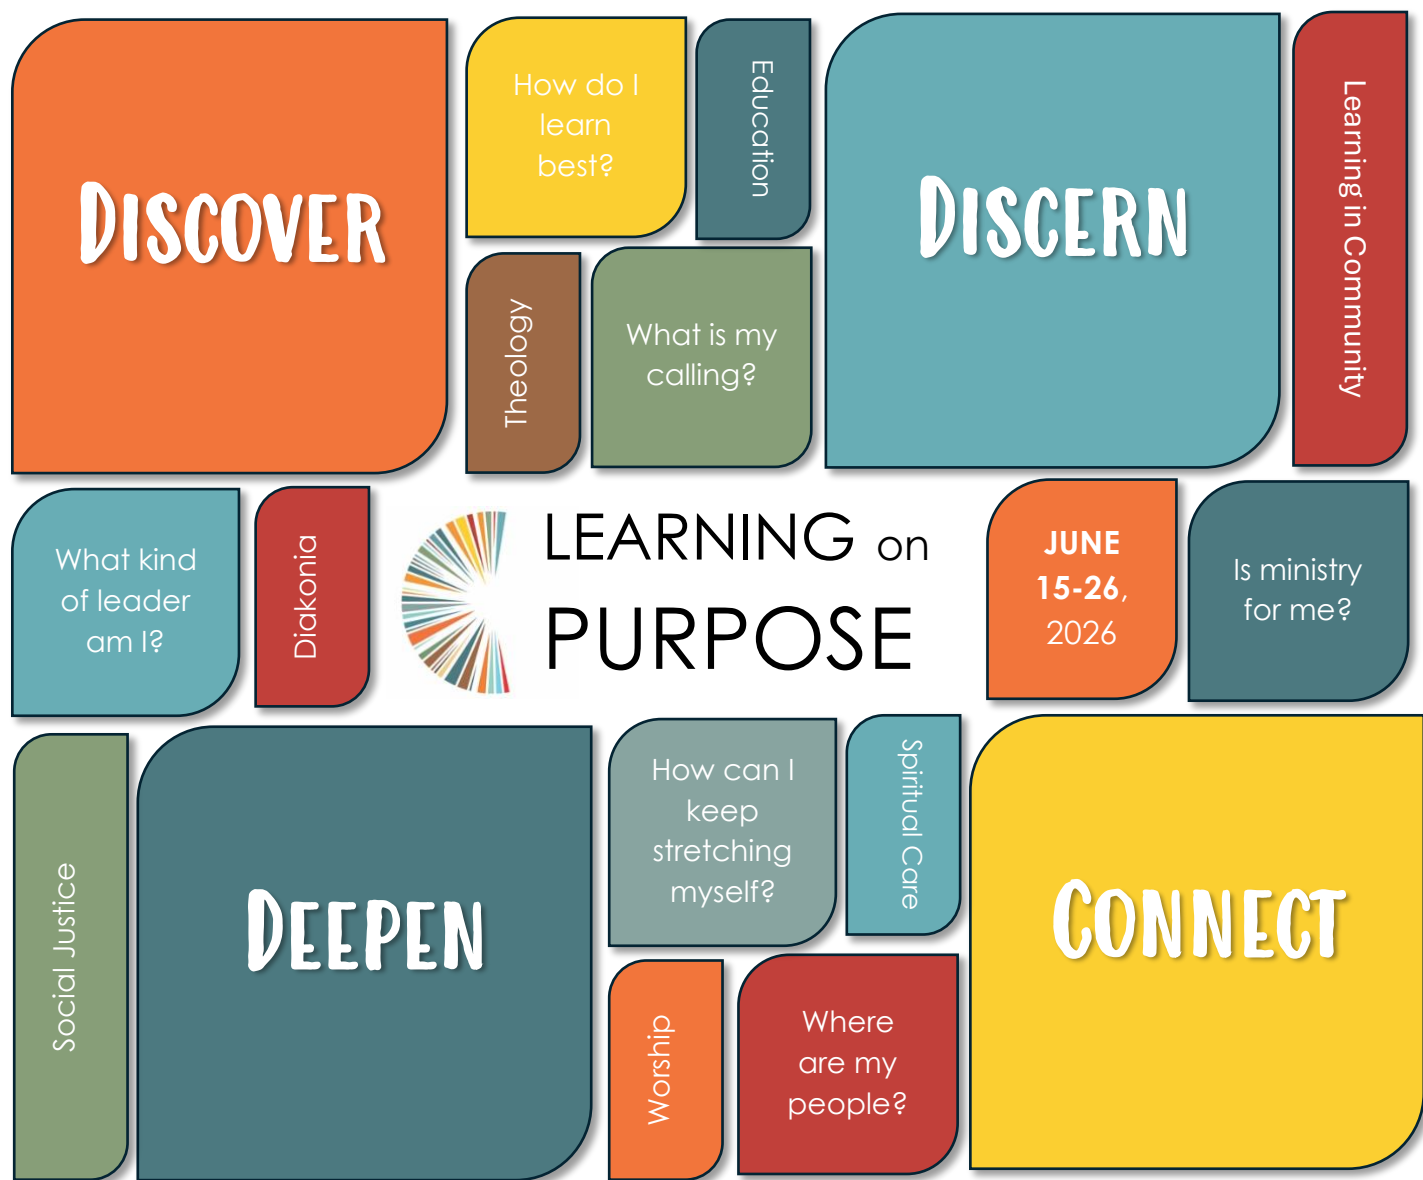 DISCOVER
How do I
learn
best?
Education
DISCERN
Learning in Community
Theology
What is my
calling?
What kind
of leader
am I?
Diakonia
LEARNING on
PURPOSE
JUNE
15-26,
2026
Is ministry
for me?
Social Justice
DEEPEN
How can I
keep
stretching
myself?
Spiritual Care
CONNECT
Worship
Where
are my
people?